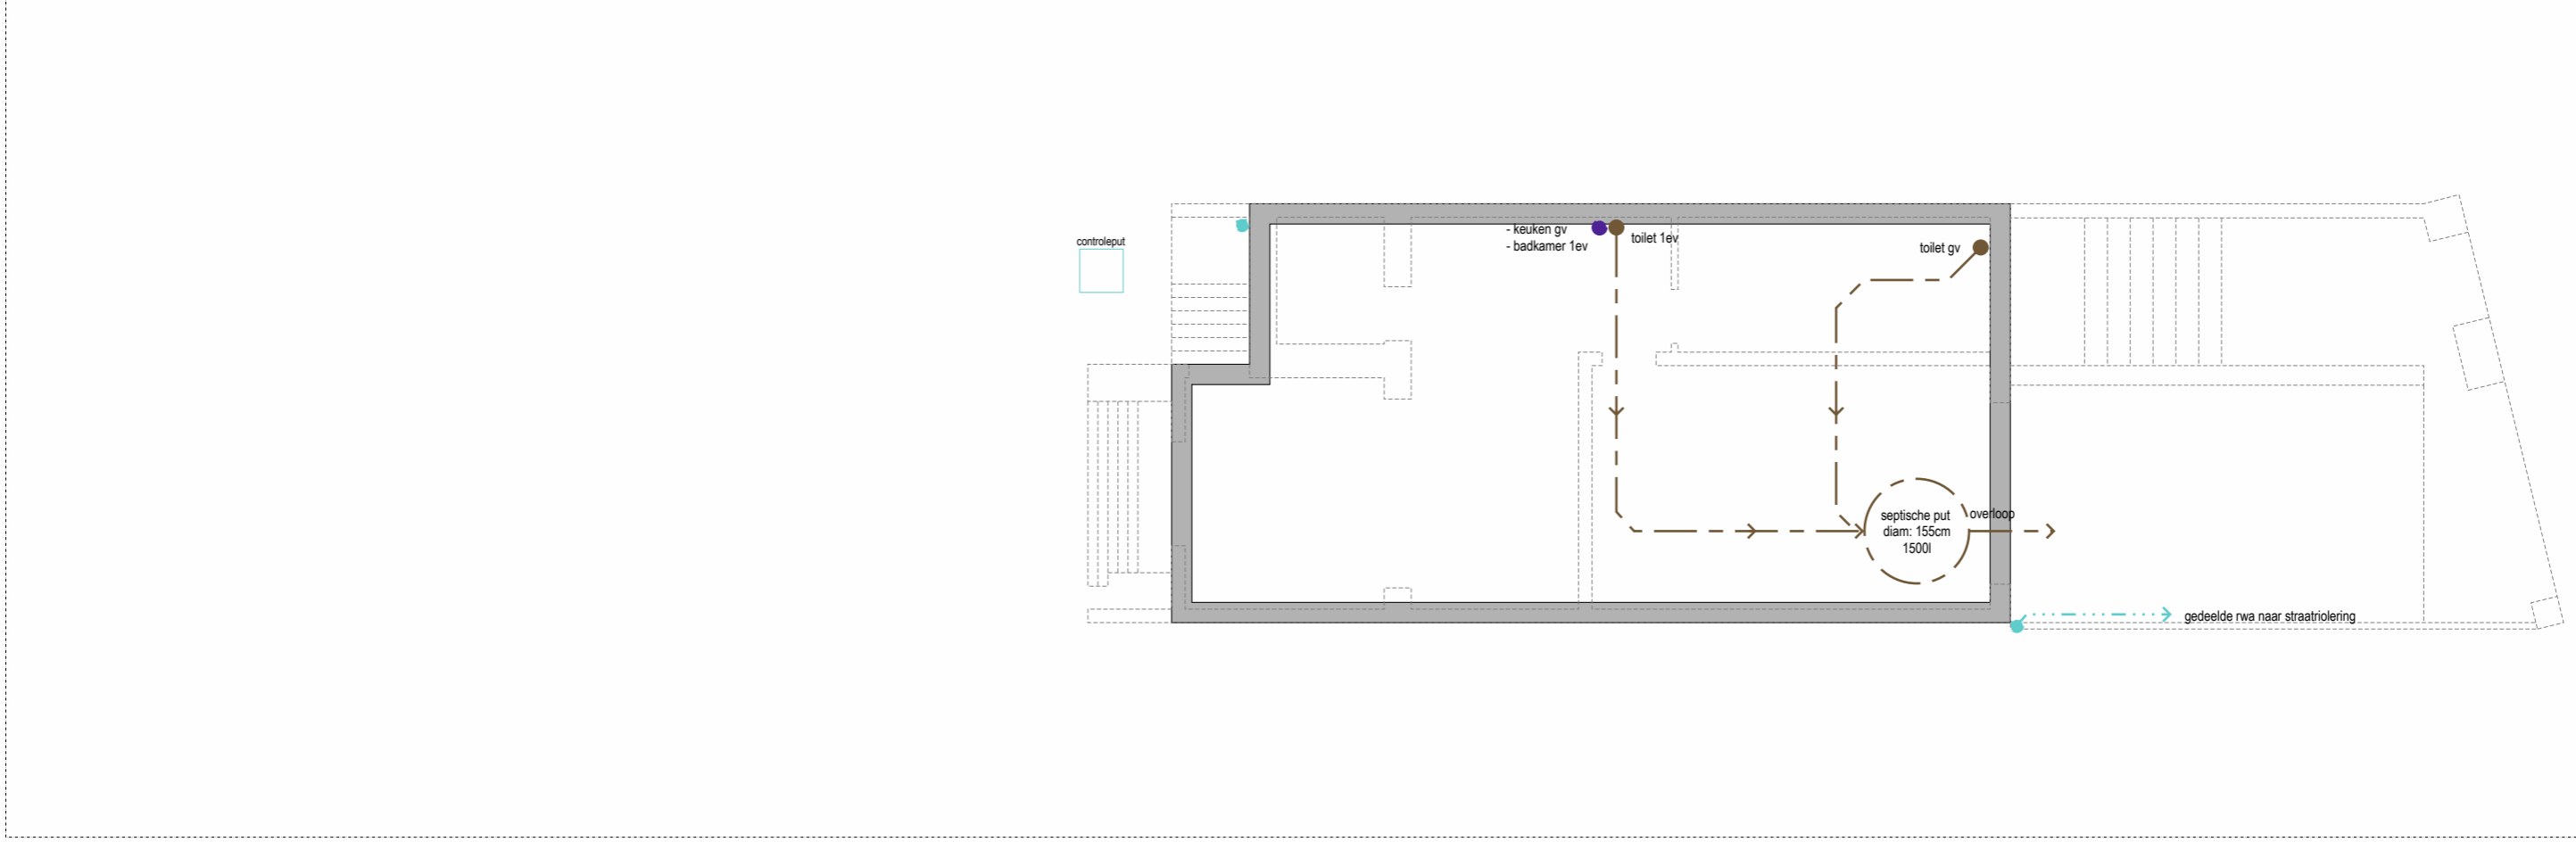 controleput
- keuken gv
- badkamer 1ev
toilet 1ev
toilet gv
septische put
diam: 155cm
1500l
overloop
gedeelde rwa naar straatriolering